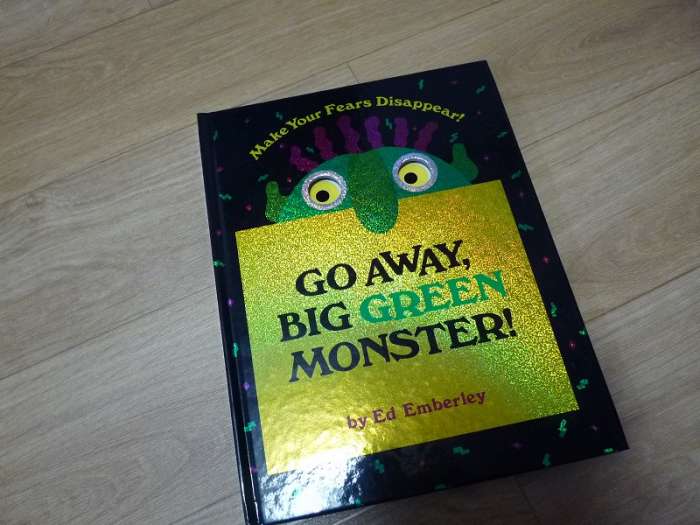 Make Your Fears Disappear!
GO AWAY,
BIG GREEN
MONSTER!
by Ed Emberley